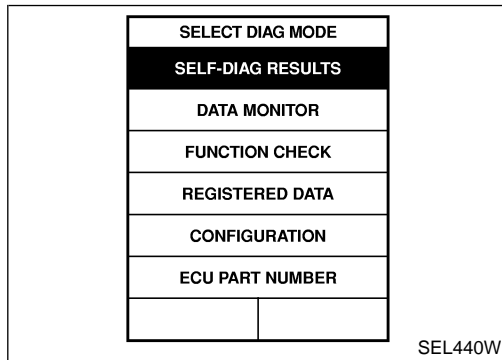 SELECT DIAG MODE
SELF-DIAG RESULTS
DATA MONITOR
FUNCTION CHECK
REGISTERED DATA
CONFIGURATION
ECU PART NUMBER
SEL440W